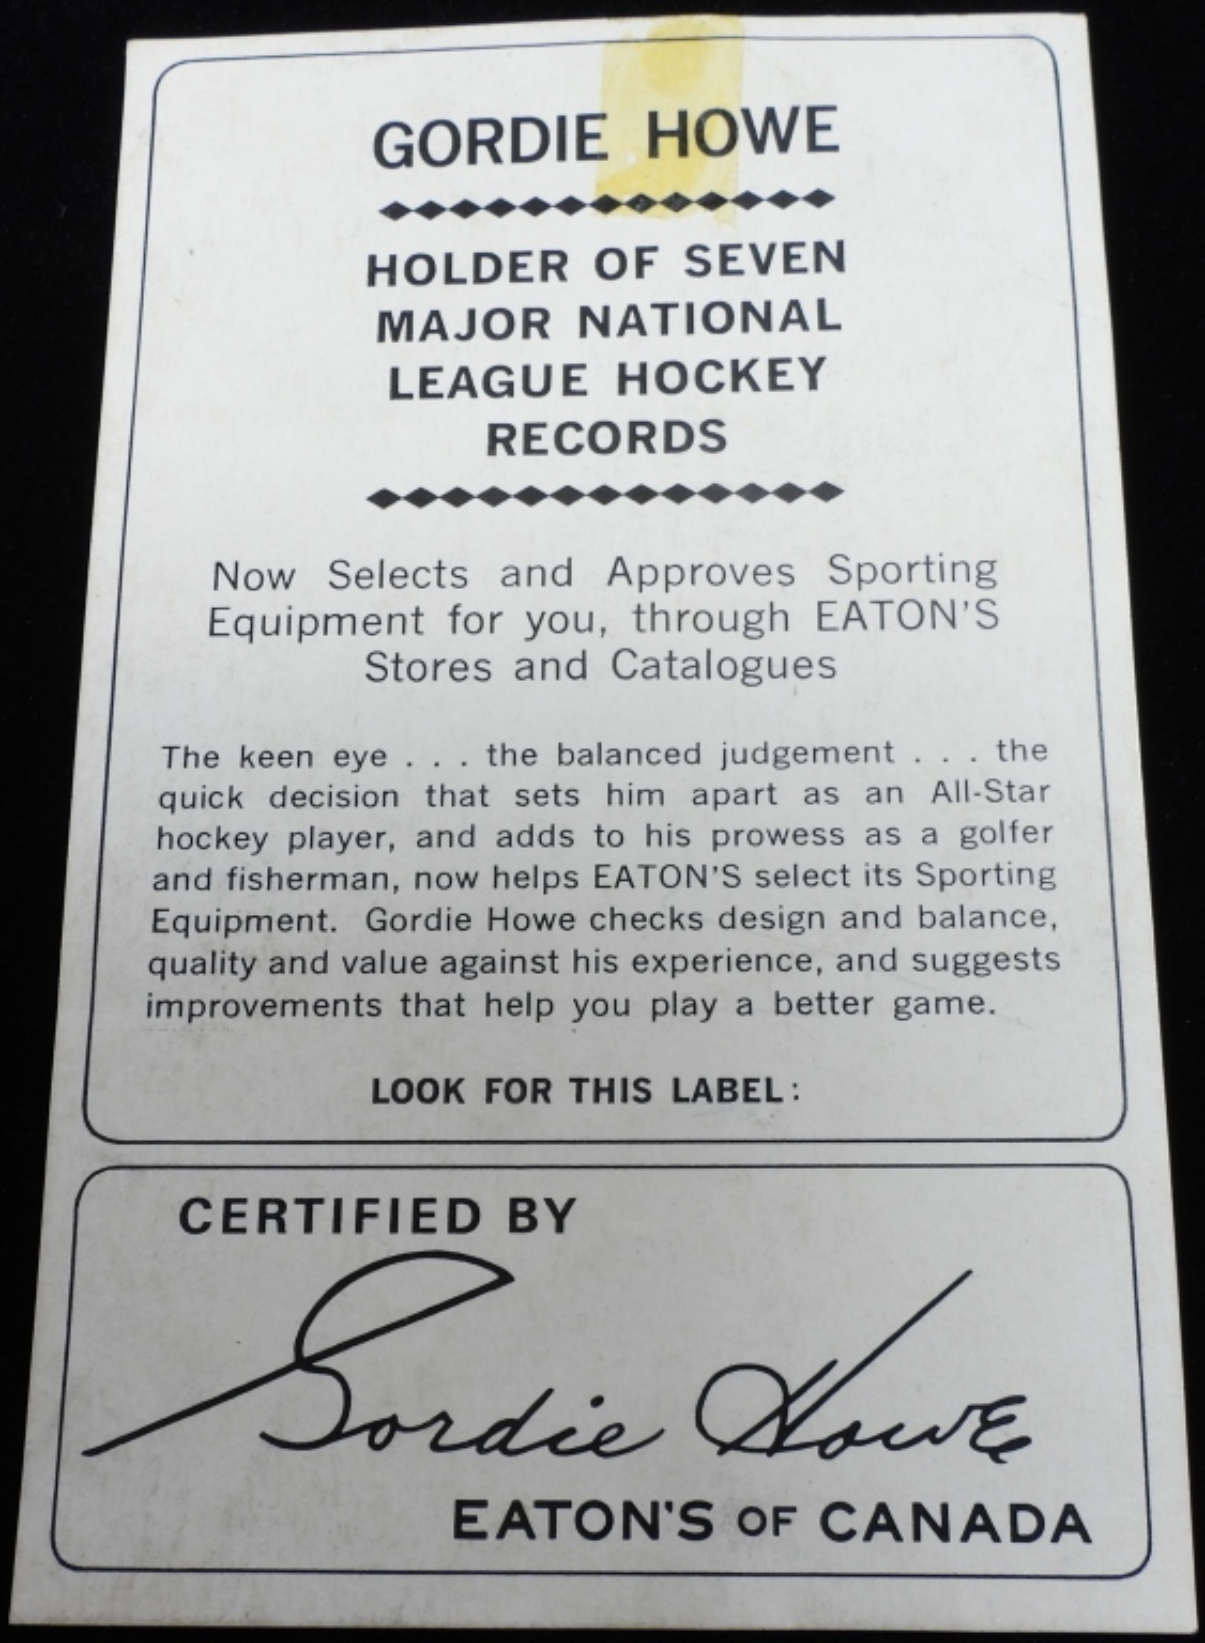 GORDIE HOWE
HOLDER OF SEVEN
MAJOR NATIONAL
LEAGUE HOCKEY
RECORDS
Now Selects and Approves Sporting
Equipment for you, through EATON'S
Stores and Catalogues
The keen eye . . . the balanced judgement . . . the
quick decision that sets him apart as an All-Star
hockey player, and adds to his prowess as a golfer
and fisherman, now helps EATON'S select its Sporting
Equipment. Gordie Howe checks design and balance,
quality and value against his experience, and suggests
improvements that help you play a better game.
LOOK FOR THIS LABEL:
CERTIFIED BY
Gordie Howe
EATON'S OF CANADA